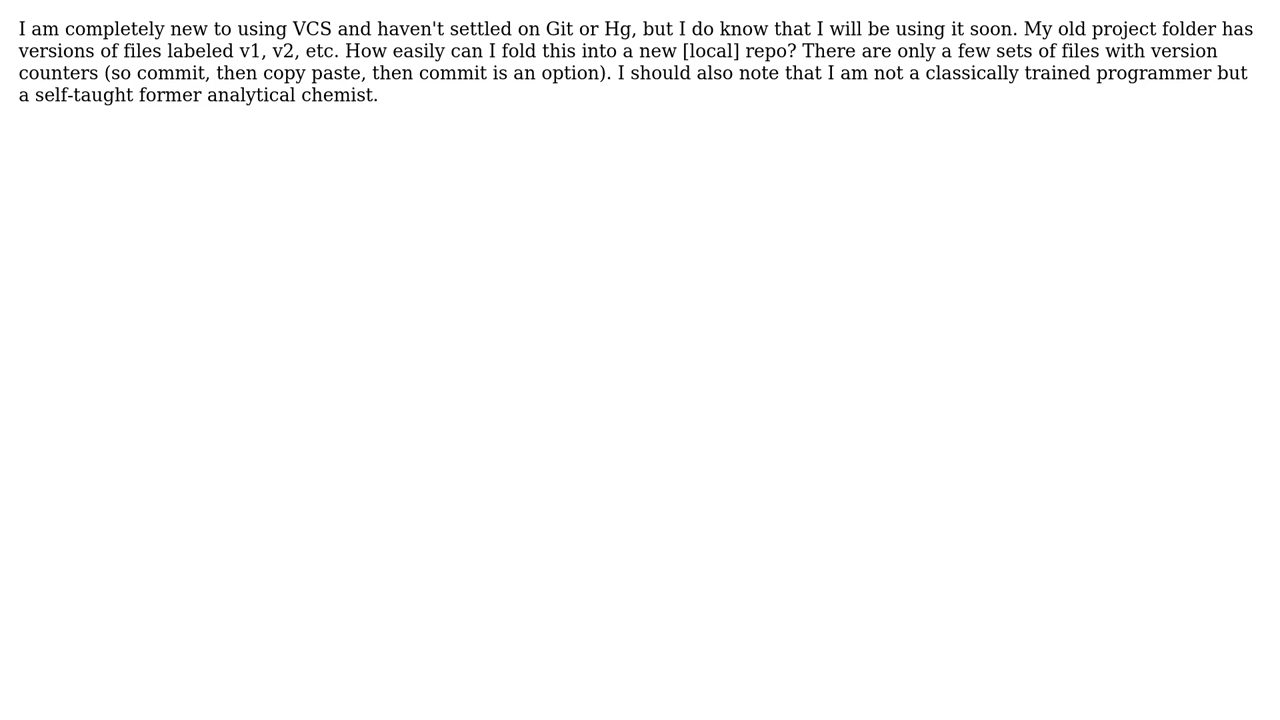 I am completely new to using VCS and haven't settled on Git or Hg, but I do know that I will be using it soon. My old project folder has
versions of files labeled v1, v2, etc. How easily can I fold this into a new [local] repo? There are only a few sets of files with version
counters (so commit, then copy paste, then commit is an option). I should also note that I am not a classically trained programmer but
a self-taught former analytical chemist.